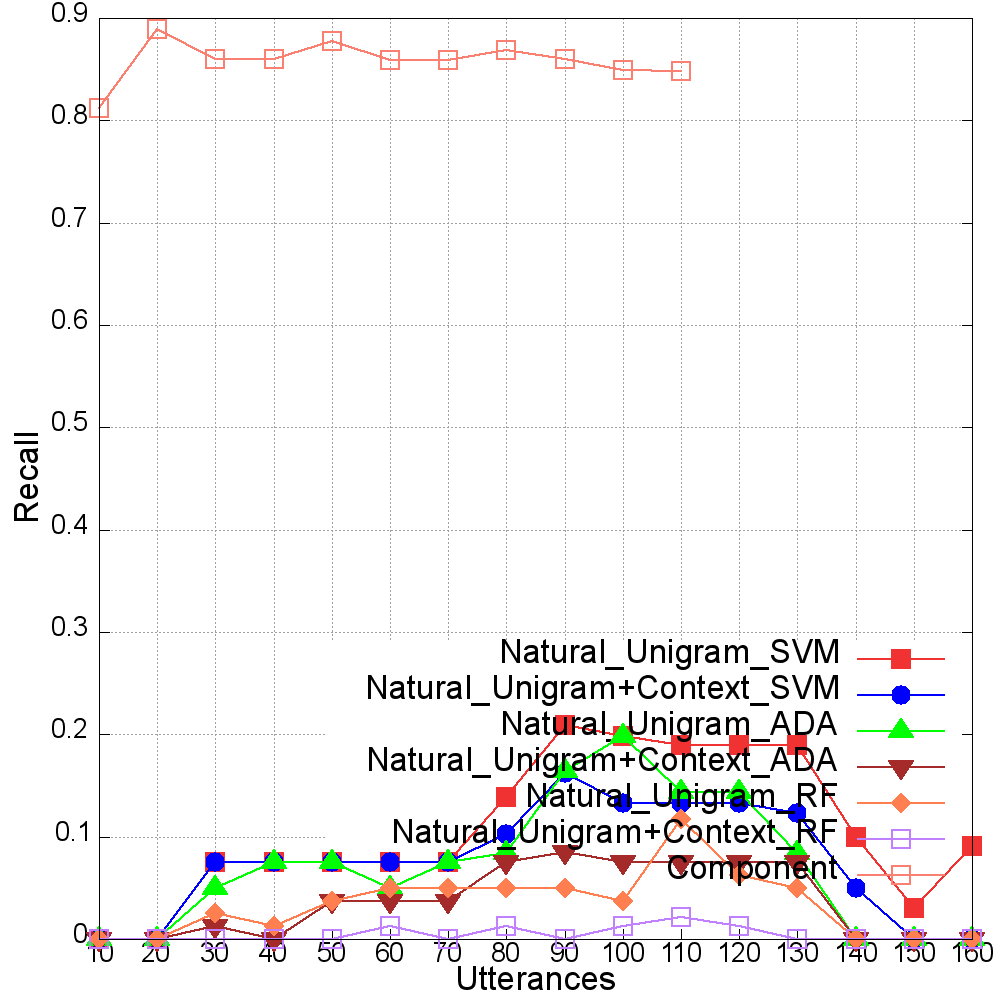 0.9
0.8
0.7
0.6
0.5
0.4
0.3
0.2
0.1
0
Recall
Natural_Unigram_SVM
Natural_Unigram+Context_SVM
Natural_Unigram_ADA
Natural_Unigram+Context_ADA
Natural_Unigram_RF
Natural_Unigram+Context_RF
Component
10 20 30 40 50 60 70 80 90 100 110 120 130 140 150 160
Utterances